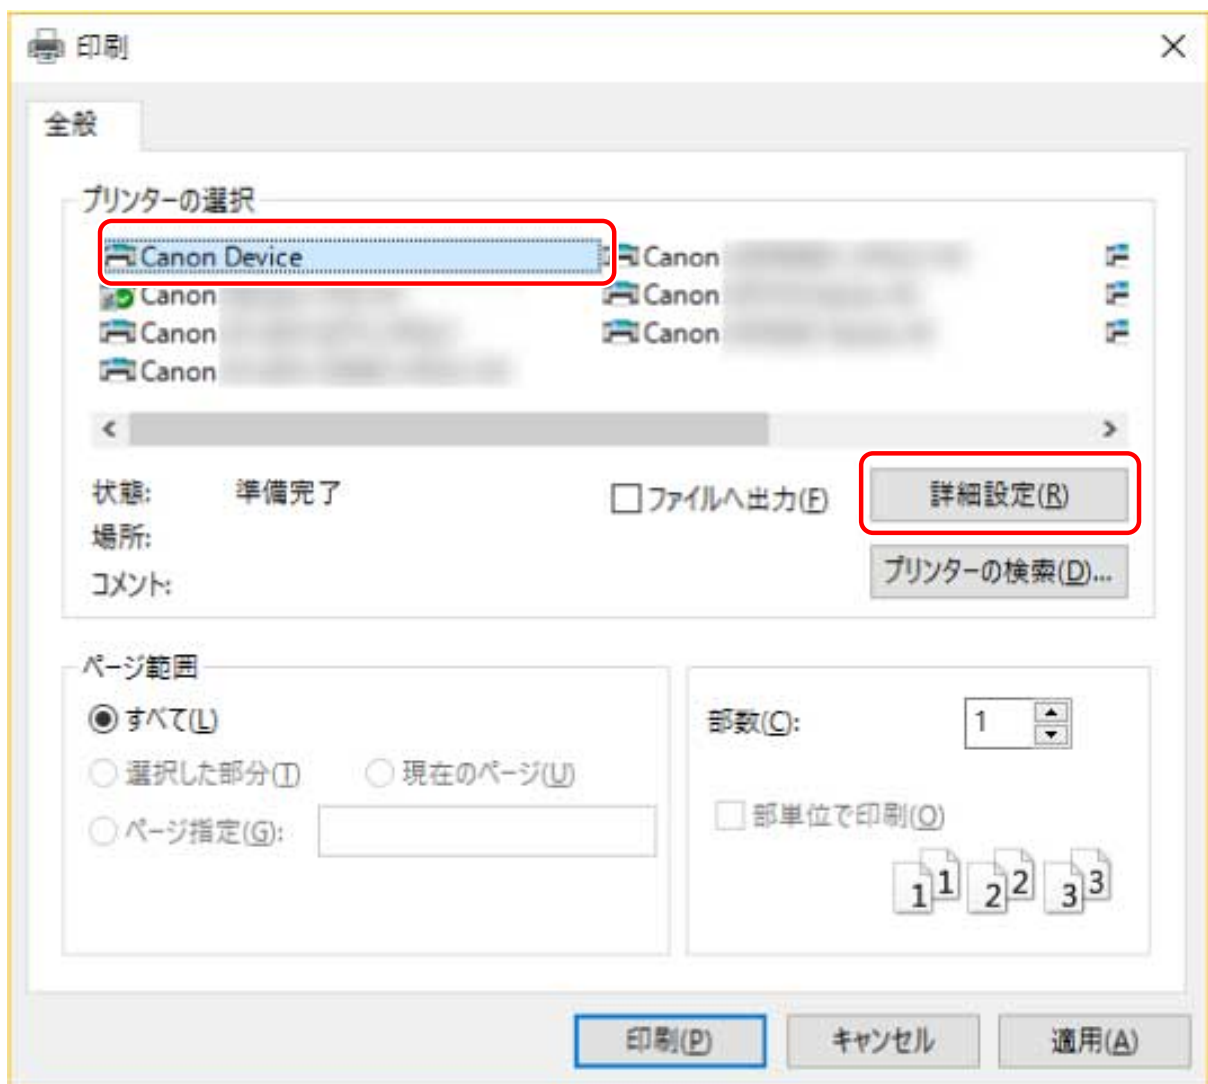 印刷
全般
プリンターの選択
Canon Device
Canon
Canon
Canon
Canon
Canon
Canon
状態: 準備完了
ファイルへ出力(F)
詳細設定(R)
場所:
コメント:
プリンターの検索(D)...
ページ範囲
すべて(L)
選択した部分(T)
現在のページ(U)
ページ指定(G):
部数(C): 1
部単位で印刷(O)
1 1 2 2 3 3
印刷(P)
キャンセル
適用(A)